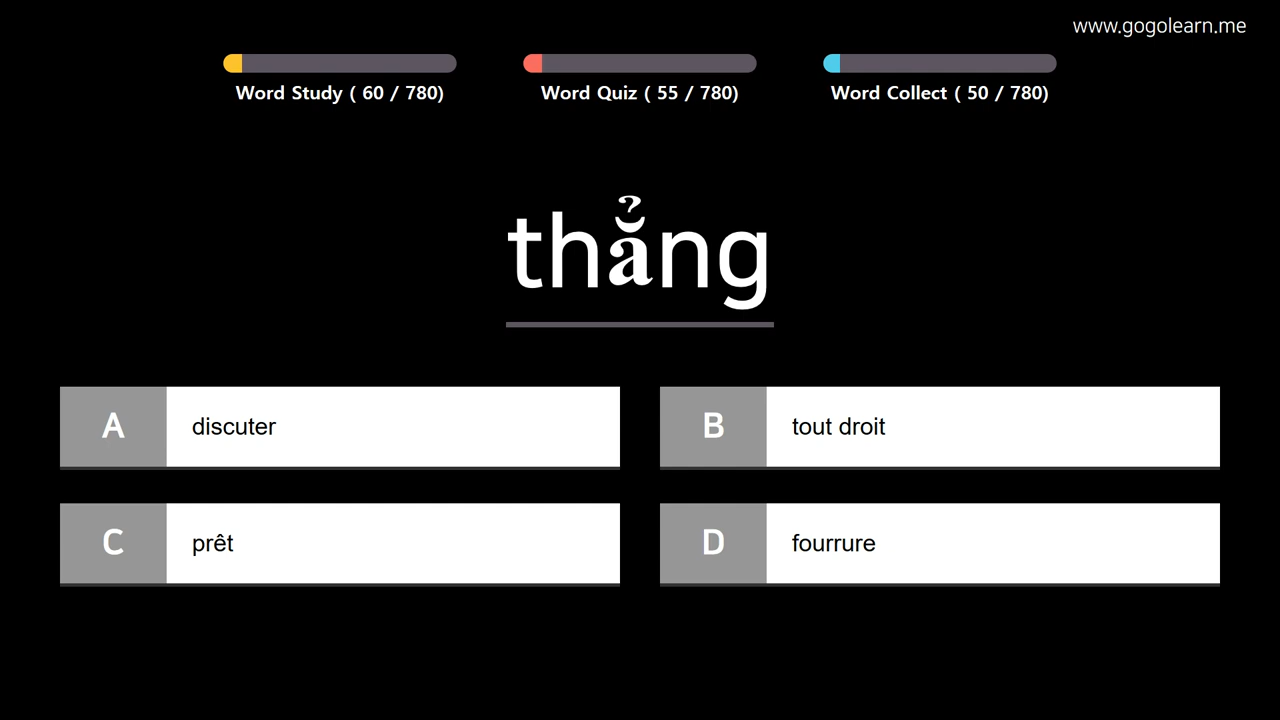 www.gogolearn.me
Word Study ( 60 / 780)
Word Quiz ( 55 / 780)
Word Collect ( 50 / 780)
thẳng
A discuter
B tout droit
C prêt
D fourrure